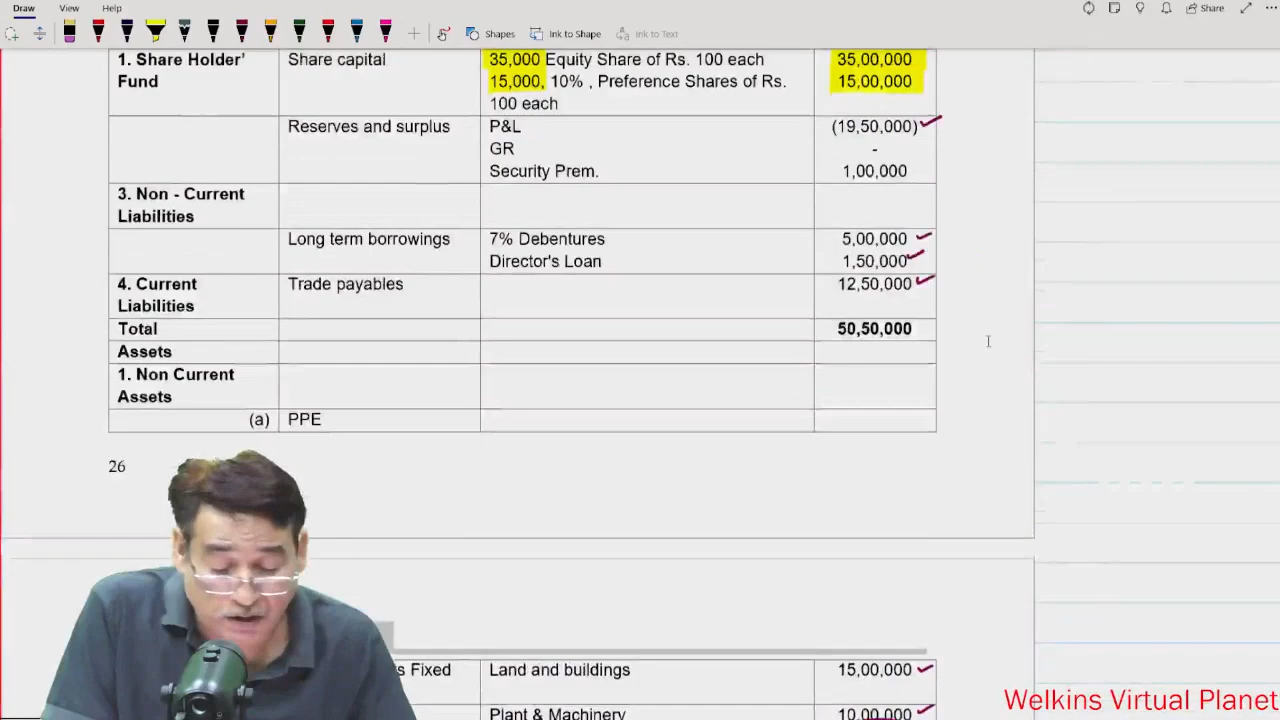 Draw View Help
Share
Shapes Ink to Shape Ink to Text
1. Share Holder' Share capital 35,000 Equity Share of Rs. 100 each 35,00,000
Fund 15,000, 10% , Preference Shares of Rs. 15,00,000
100 each
Reserves and surplus P&L (19,50,000)
GR -
Security Prem. 1,00,000
3. Non - Current
Liabilities
Long term borrowings 7% Debentures 5,00,000
Director's Loan 1,50,000
4. Current Trade payables 12,50,000
Liabilities
Total 50,50,000
Assets
1. Non Current
Assets
(a) PPE
26
s Fixed Land and buildings 15,00,000
Plant & Machinery 10,00,000
Welkins Virtual Planet